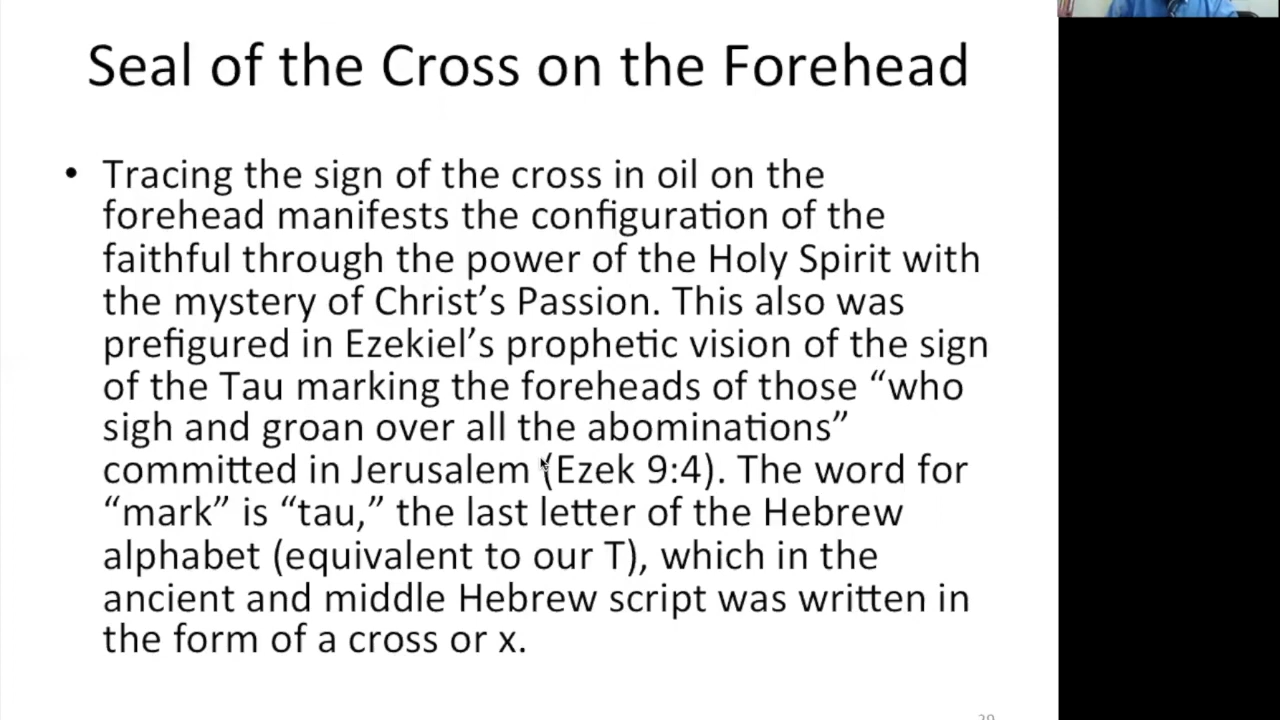 Seal of the Cross on the Forehead
• Tracing the sign of the cross in oil on the
forehead manifests the configuration of the
faithful through the power of the Holy Spirit with
the mystery of Christ’s Passion. This also was
prefigured in Ezekiel’s prophetic vision of the sign
of the Tau marking the foreheads of those “who
sigh and groan over all the abominations”
committed in Jerusalem (Ezek 9:4). The word for
“mark” is “tau,” the last letter of the Hebrew
alphabet (equivalent to our T), which in the
ancient and middle Hebrew script was written in
the form of a cross or x.